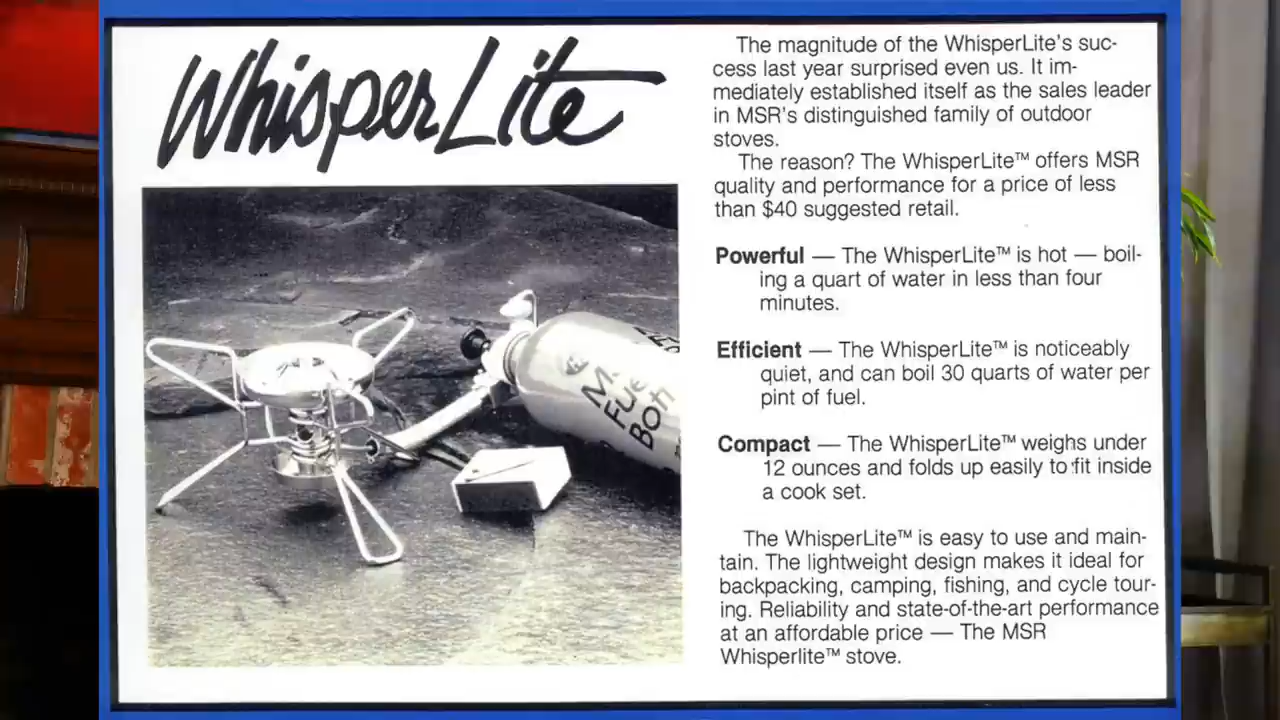 WhisperLite
The magnitude of the WhisperLite's suc-
cess last year surprised even us. It im-
mediately established itself as the sales leader
in MSR's distinguished family of outdoor
stoves.
The reason? The WhisperLite™ offers MSR
quality and performance for a price of less
than $40 suggested retail.
Powerful — The WhisperLite™ is hot — boil-
ing a quart of water in less than four
minutes.
Efficient — The WhisperLite™ is noticeably
quiet, and can boil 30 quarts of water per
pint of fuel.
Compact — The WhisperLite™ weighs under
12 ounces and folds up easily to fit inside
a cook set.
The WhisperLite™ is easy to use and main-
tain. The lightweight design makes it ideal for
backpacking, camping, fishing, and cycle tour-
ing. Reliability and state-of-the-art performance
at an affordable price — The MSR
Whisperlite™ stove.